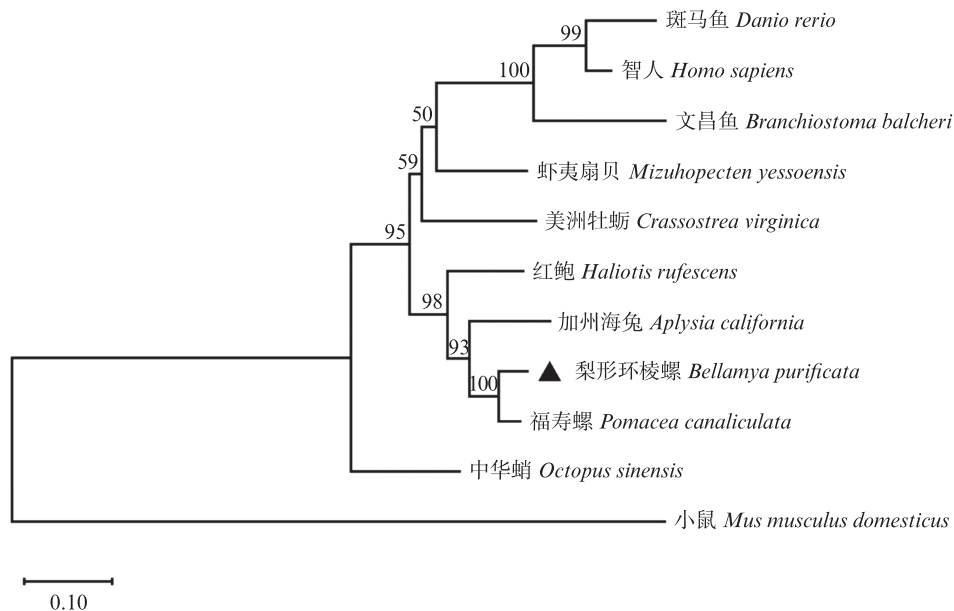 99
斑马鱼 Danio rerio
智人 Homo sapiens
100
文昌鱼 Branchiostoma balcheri
50
虾夷扇贝 Mizuhopecten yessoensis
59
美洲牡蛎 Crassostrea virginica
95
红鲍 Haliotis rufescens
98
加州海兔 Aplysia california
93
梨形环棱螺 Bellamya purificata
100
福寿螺 Pomacea canaliculata
中华蛸 Octopus sinensis
小鼠 Mus musculus domesticus
0.10